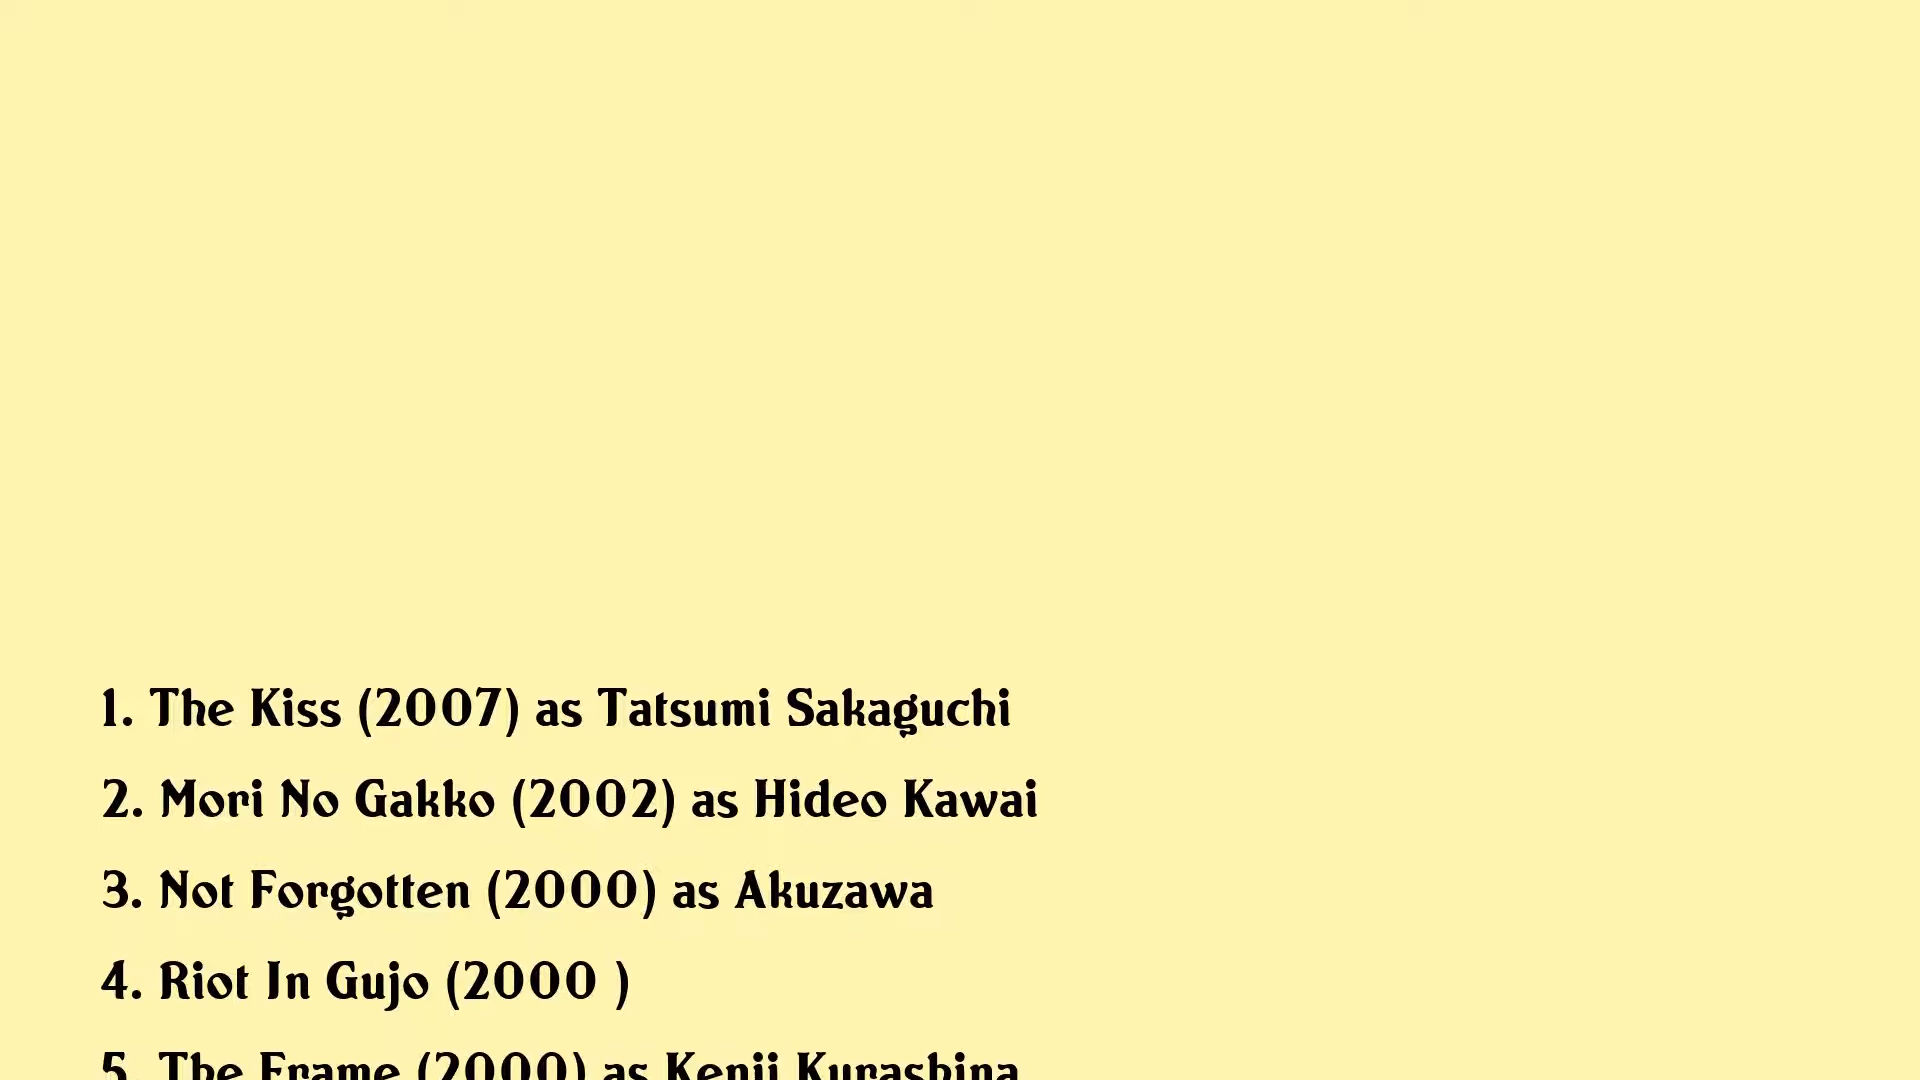 1. The Kiss (2007) as Tatsumi Sakaguchi
2. Mori No Gakko (2002) as Hideo Kawai
3. Not Forgotten (2000) as Akuzawa
4. Riot In Gujo (2000 )
5. The Frame (2000) as Kenji Kurashina